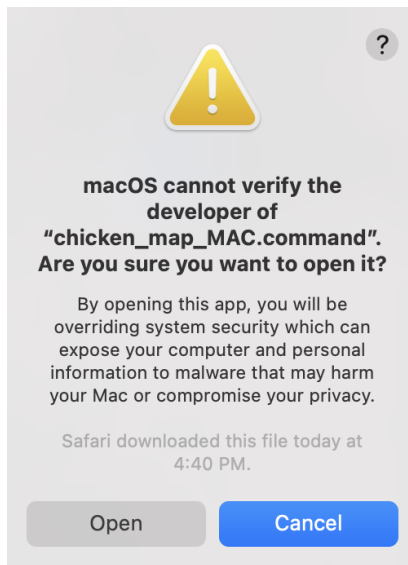 ?
macOS cannot verify the
developer of
“chicken_map_MAC.command”.
Are you sure you want to open it?
By opening this app, you will be
overriding system security which can
expose your computer and personal
information to malware that may harm
your Mac or compromise your privacy.
Safari downloaded this file today at
4:40 PM.
Open
Cancel